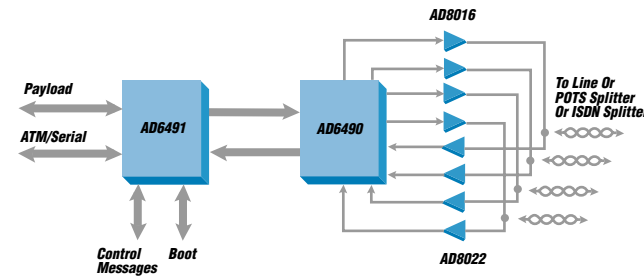 AD8016
Payload
ATM/Serial
AD6491
AD6490
To Line Or
POTS Splitter
Or ISDN Splitter
Control
Messages
Boot
AD8022